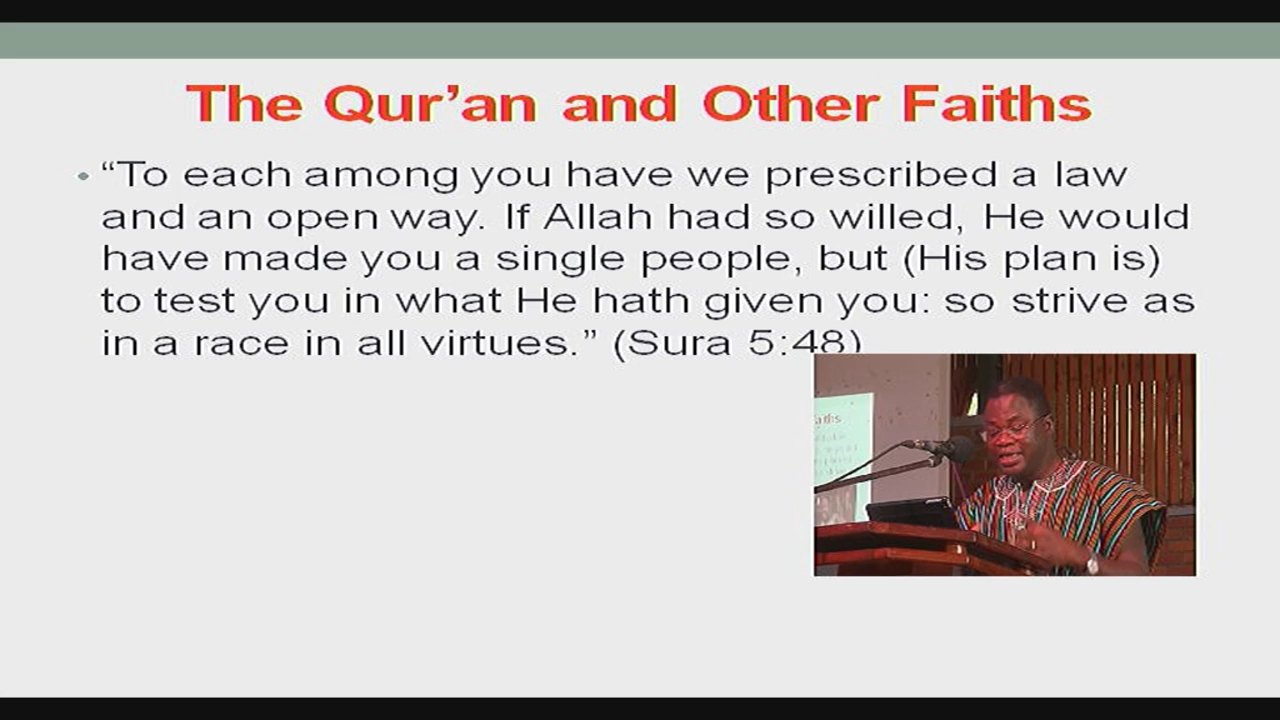 The Qur’an and Other Faiths
“To each among you have we prescribed a law
and an open way. If Allah had so willed, He would
have made you a single people, but (His plan is)
to test you in what He hath given you: so strive as
in a race in all virtues.” (Sura 5:48)
aiths